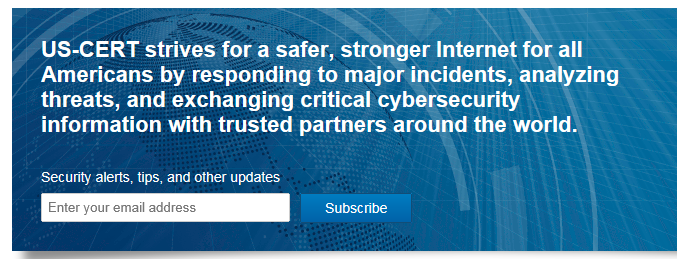 US-CERT strives for a safer, stronger Internet for all
Americans by responding to major incidents, analyzing
threats, and exchanging critical cybersecurity
information with trusted partners around the world.
Security alerts, tips, and other updates
Enter your email address
Subscribe